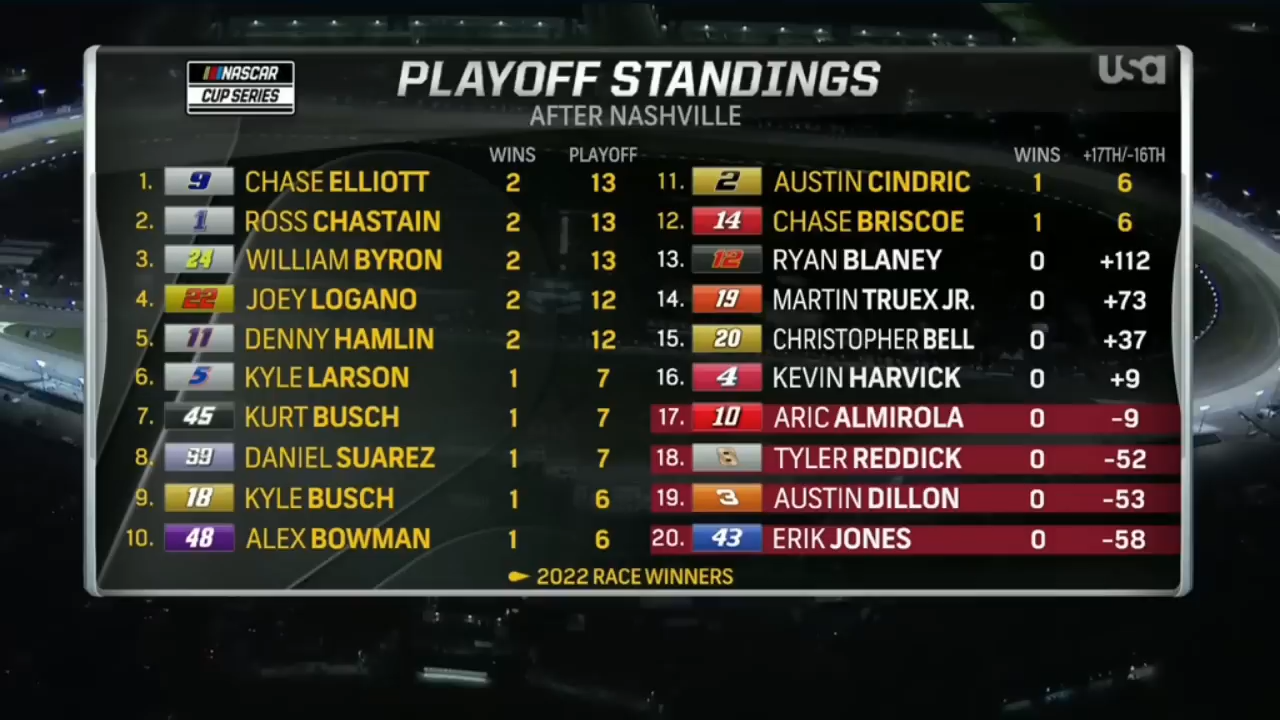 NASCAR
CUP SERIES
PLAYOFF STANDINGS
usa
AFTER NASHVILLE
WINS PLAYOFF
1. 9 CHASE ELLIOTT 2 13
2. 1 ROSS CHASTAIN 2 13
3. 24 WILLIAM BYRON 2 13
4. 22 JOEY LOGANO 2 12
5. 11 DENNY HAMLIN 2 12
6. 5 KYLE LARSON 1 7
7. 45 KURT BUSCH 1 7
8. 99 DANIEL SUAREZ 1 7
9. 18 KYLE BUSCH 1 6
10. 48 ALEX BOWMAN 1 6
WINS +17TH/-16TH
11. 2 AUSTIN CINDRIC 1 6
12. 14 CHASE BRISCOE 1 6
13. 12 RYAN BLANEY 0 +112
14. 19 MARTIN TRUEX JR. 0 +73
15. 20 CHRISTOPHER BELL 0 +37
16. 4 KEVIN HARVICK 0 +9
17. 10 ARIC ALMIROLA 0 -9
18. 8 TYLER REDDICK 0 -52
19. 3 AUSTIN DILLON 0 -53
20. 43 ERIK JONES 0 -58
2022 RACE WINNERS